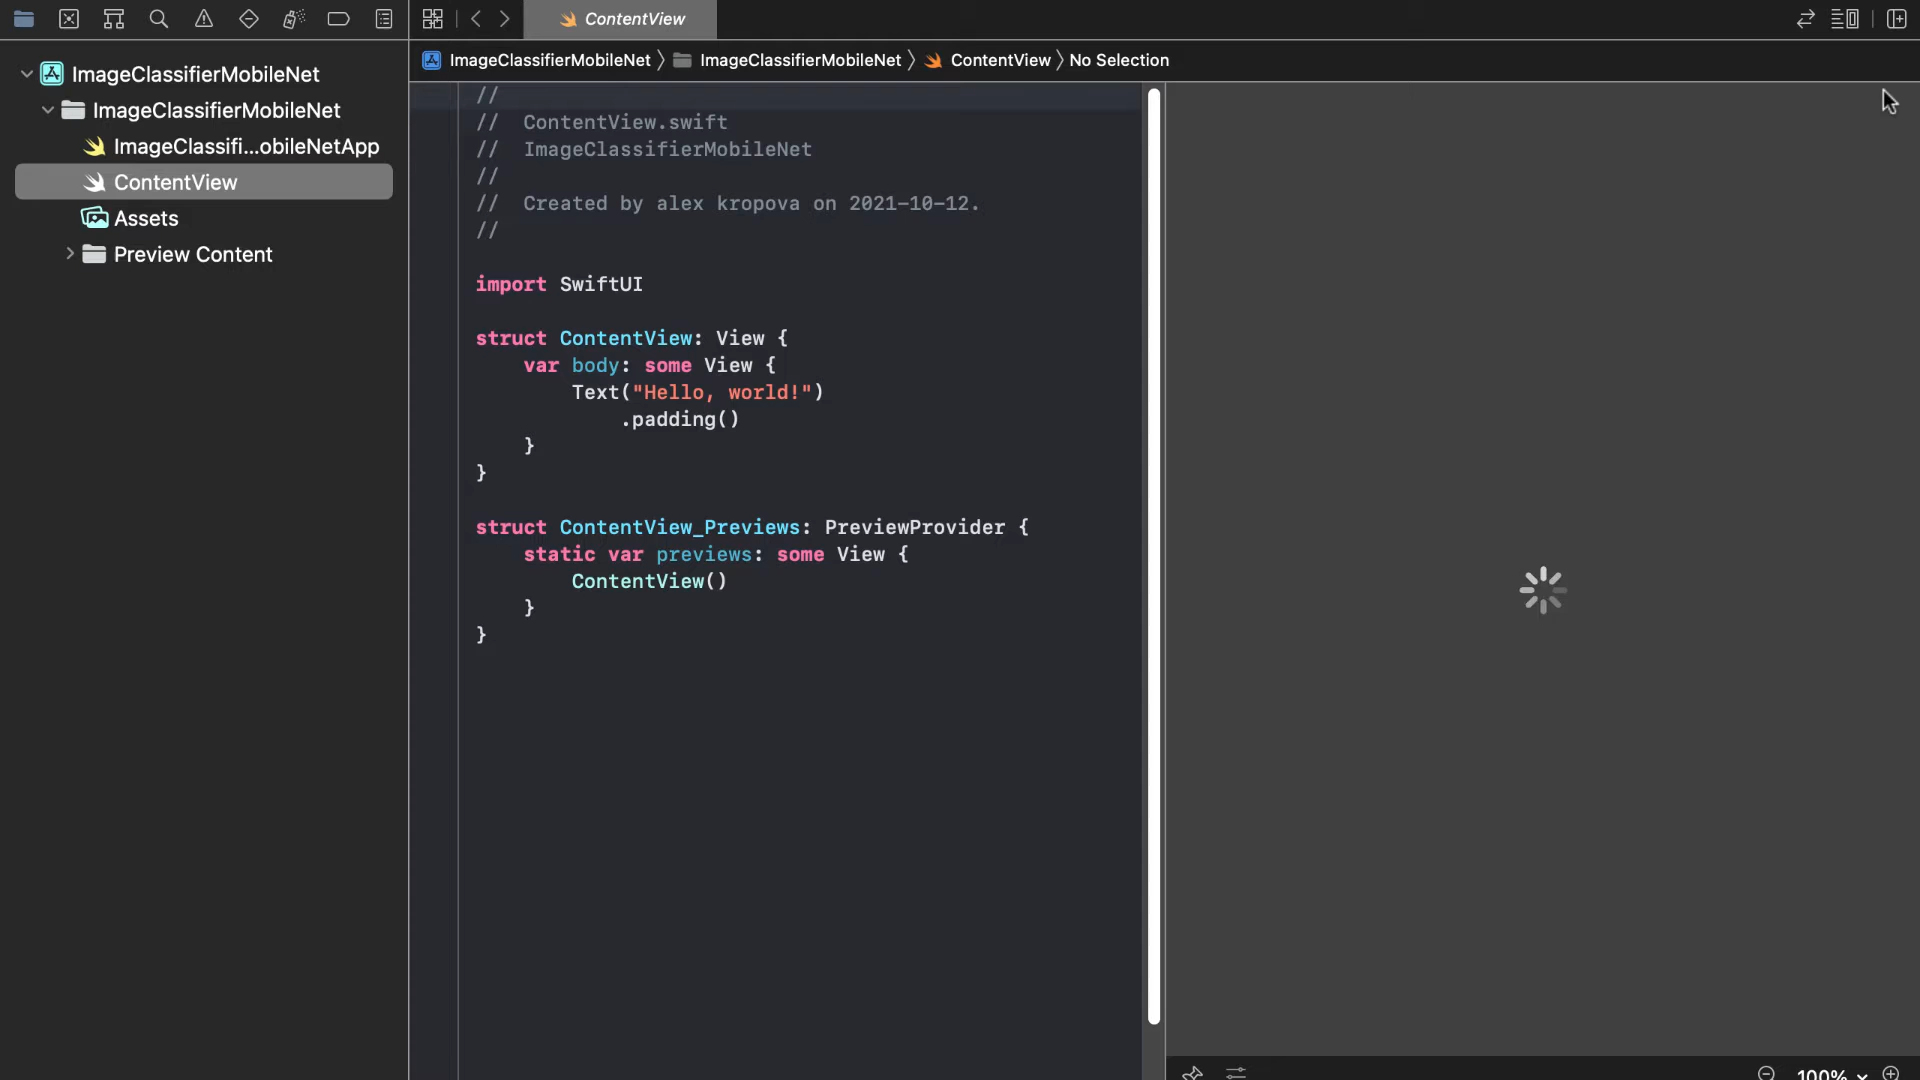 ContentView
ImageClassifierMobileNet
ImageClassifierMobileNet
ImageClassifi...obileNetApp
ContentView
Assets
Preview Content
ImageClassifierMobileNet 〉 ImageClassifierMobileNet 〉 ContentView 〉 No Selection
//
//  ContentView.swift
//  ImageClassifierMobileNet
//
//  Created by alex kropova on 2021-10-12.
//
import SwiftUI
struct ContentView: View {
    var body: some View {
        Text("Hello, world!")
            .padding()
    }
}
struct ContentView_Previews: PreviewProvider {
    static var previews: some View {
        ContentView()
    }
}
100%